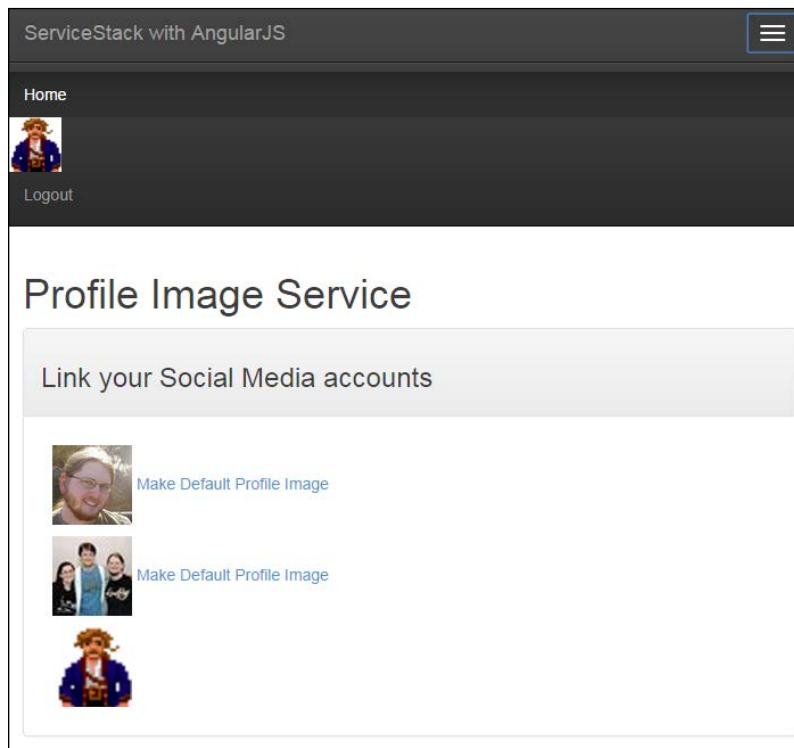 ServiceStack with AngularJS
Home
Logout
Profile Image Service
Link your Social Media accounts
Make Default Profile Image
Make Default Profile Image